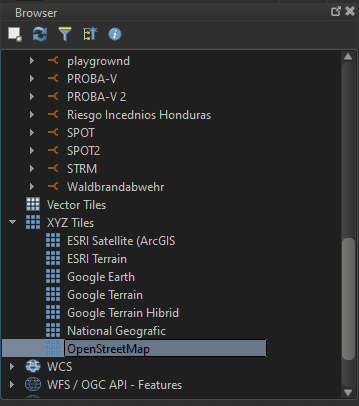 Browser
playgrownd
PROBA-V
PROBA-V 2
Riesgo Incednios Honduras
SPOT
SPOT2
STRM
Waldbrandabwehr
Vector Tiles
XYZ Tiles
ESRI Satellite (ArcGIS
ESRI Terrain
Google Earth
Google Terrain
Google Terrain Hibrid
National Geografic
OpenStreetMap
WCS
WFS / OGC API - Features